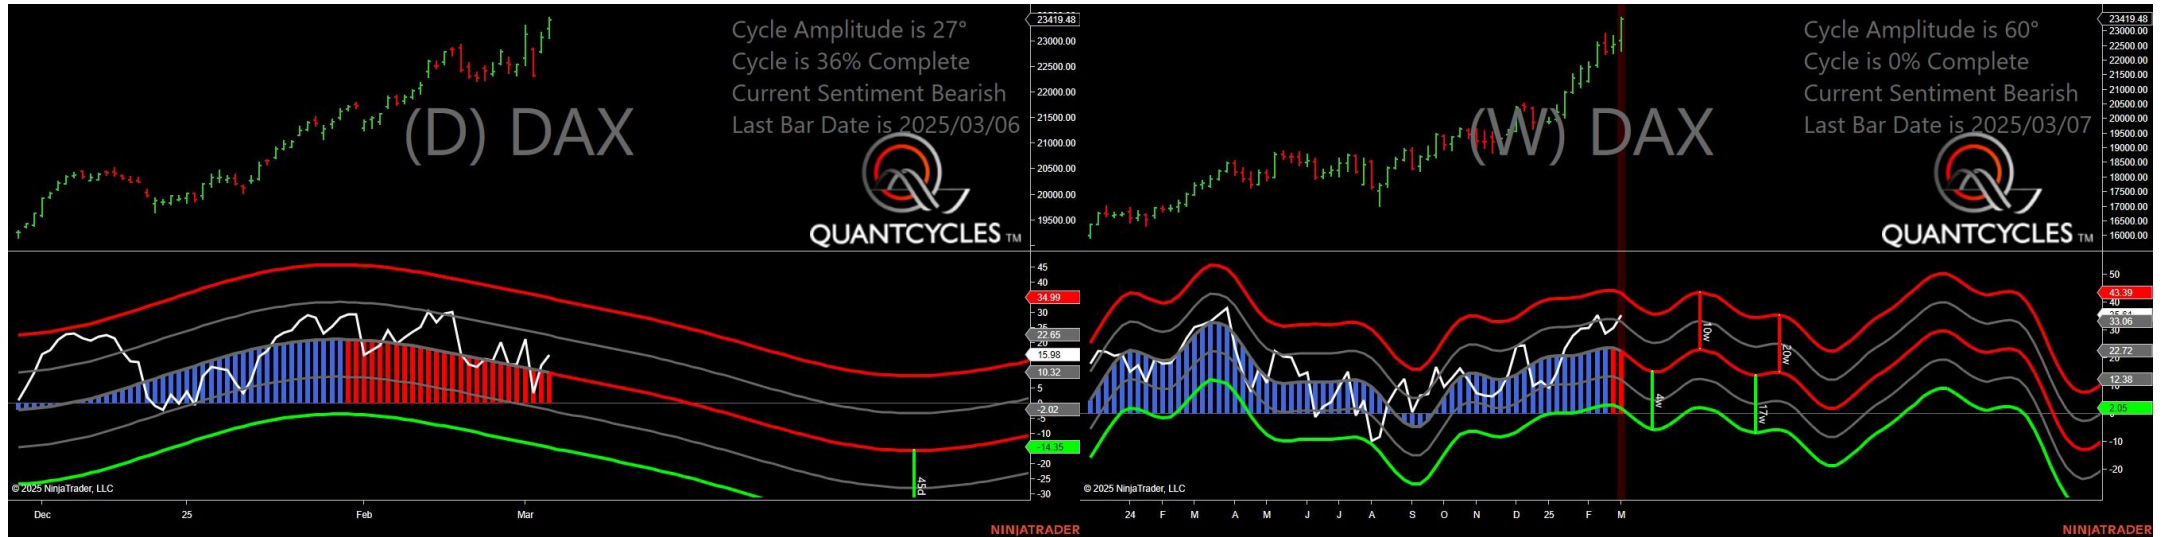 Cycle Amplitude is 27°
Cycle is 36% Complete
Current Sentiment Bearish
Last Bar Date is 2025/03/06
(D) DAX
QUANTCYCLES TM
23419.48
23000.00
22500.00
22000.00
21500.00
21000.00
20500.00
20000.00
19500.00
45
40
34.99
30
22.65
20
15.98
10.32
5
0
-2.02
-5
-10
-14.35
-20
-25
-30
45d
© 2025 NinjaTrader, LLC
Dec
25
Feb
Mar
NINJATRADER
Cycle Amplitude is 60°
Cycle is 0% Complete
Current Sentiment Bearish
Last Bar Date is 2025/03/07
(W) DAX
QUANTCYCLES TM
23419.48
23000.00
22000.00
21500.00
21000.00
20500.00
20000.00
19500.00
19000.00
18500.00
18000.00
17500.00
17000.00
16500.00
16000.00
50
43.39
40
33.06
30
22.72
20
12.38
10
2.05
-10
-20
4w
10w
17w
20w
© 2025 NinjaTrader, LLC
24 F M A M J J A S O N D 25 F M
NINJATRADER